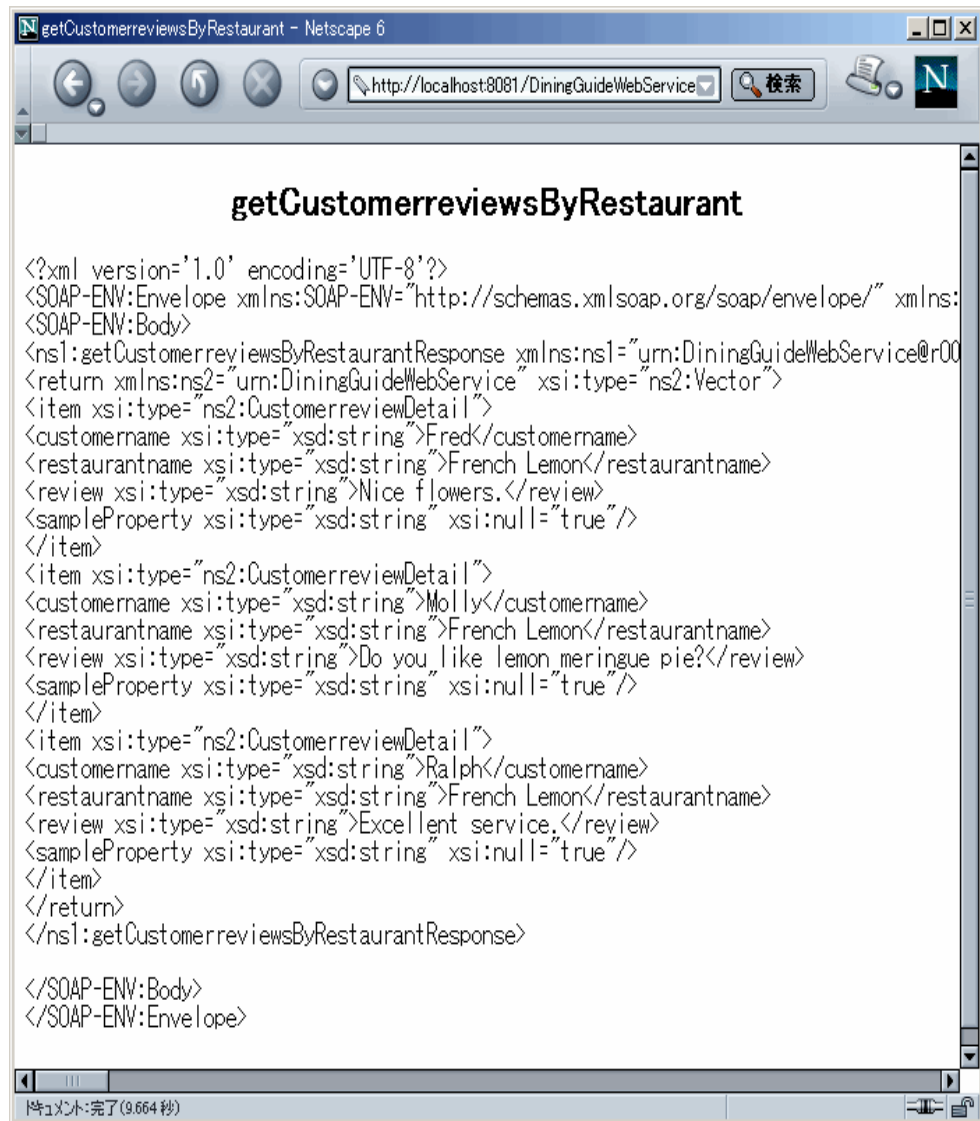 getCustomerreviewsByRestaurant - Netscape 6
http://localhost:8081/DiningGuideWebService
検索
N
getCustomerreviewsByRestaurant
<?xml version='1.0' encoding='UTF-8'?>
<SOAP-ENV:Envelope xmlns:SOAP-ENV="http://schemas.xmlsoap.org/soap/envelope/" xmlns:
<SOAP-ENV:Body>
<ns1:getCustomerreviewsByRestaurantResponse xmlns:ns1="urn:DiningGuideWebService@r00
<return xmlns:ns2="urn:DiningGuideWebService" xsi:type="ns2:Vector">
<item xsi:type="ns2:CustomerreviewDetail">
<customername xsi:type="xsd:string">Fred</customername>
<restaurantname xsi:type="xsd:string">French Lemon</restaurantname>
<review xsi:type="xsd:string">Nice flowers.</review>
<sampleProperty xsi:type="xsd:string" xsi:null="true"/>
</item>
<item xsi:type="ns2:CustomerreviewDetail">
<customername xsi:type="xsd:string">Molly</customername>
<restaurantname xsi:type="xsd:string">French Lemon</restaurantname>
<review xsi:type="xsd:string">Do you like lemon meringue pie?</review>
<sampleProperty xsi:type="xsd:string" xsi:null="true"/>
</item>
<item xsi:type="ns2:CustomerreviewDetail">
<customername xsi:type="xsd:string">Ralph</customername>
<restaurantname xsi:type="xsd:string">French Lemon</restaurantname>
<review xsi:type="xsd:string">Excellent service.</review>
<sampleProperty xsi:type="xsd:string" xsi:null="true"/>
</item>
</return>
</ns1:getCustomerreviewsByRestaurantResponse>
</SOAP-ENV:Body>
</SOAP-ENV:Envelope>
ドキュメント:完了(9.664 秒)